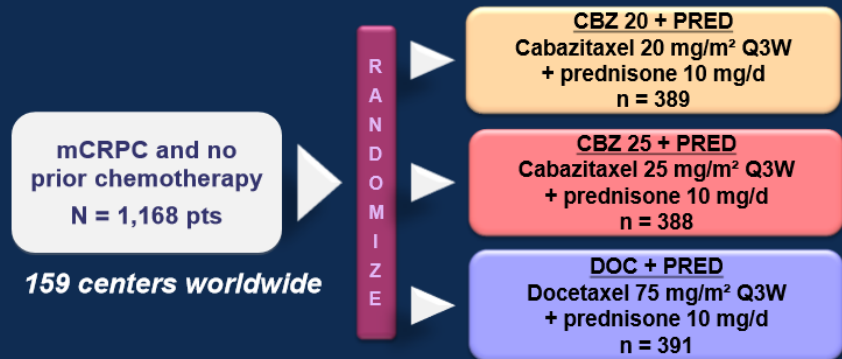 mCRPC and no
prior chemotherapy
N = 1,168 pts
159 centers worldwide
RANDOMIZE
CBZ 20 + PRED
Cabazitaxel 20 mg/m² Q3W
+ prednisone 10 mg/d
n = 389
CBZ 25 + PRED
Cabazitaxel 25 mg/m² Q3W
+ prednisone 10 mg/d
n = 388
DOC + PRED
Docetaxel 75 mg/m² Q3W
+ prednisone 10 mg/d
n = 391